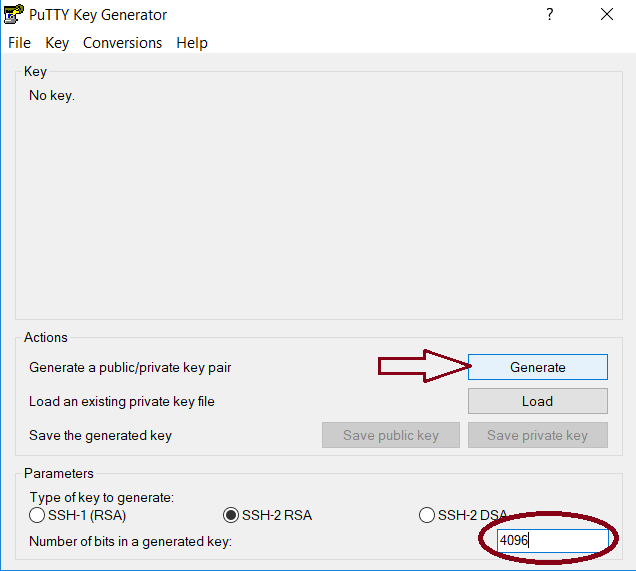 PuTTY Key Generator
File Key Conversions Help
Key
No key.
Actions
Generate a public/private key pair
Generate
Load an existing private key file
Load
Save the generated key
Save public key
Save private key
Parameters
Type of key to generate:
SSH-1 (RSA)
SSH-2 RSA
SSH-2 DSA
Number of bits in a generated key:
4096